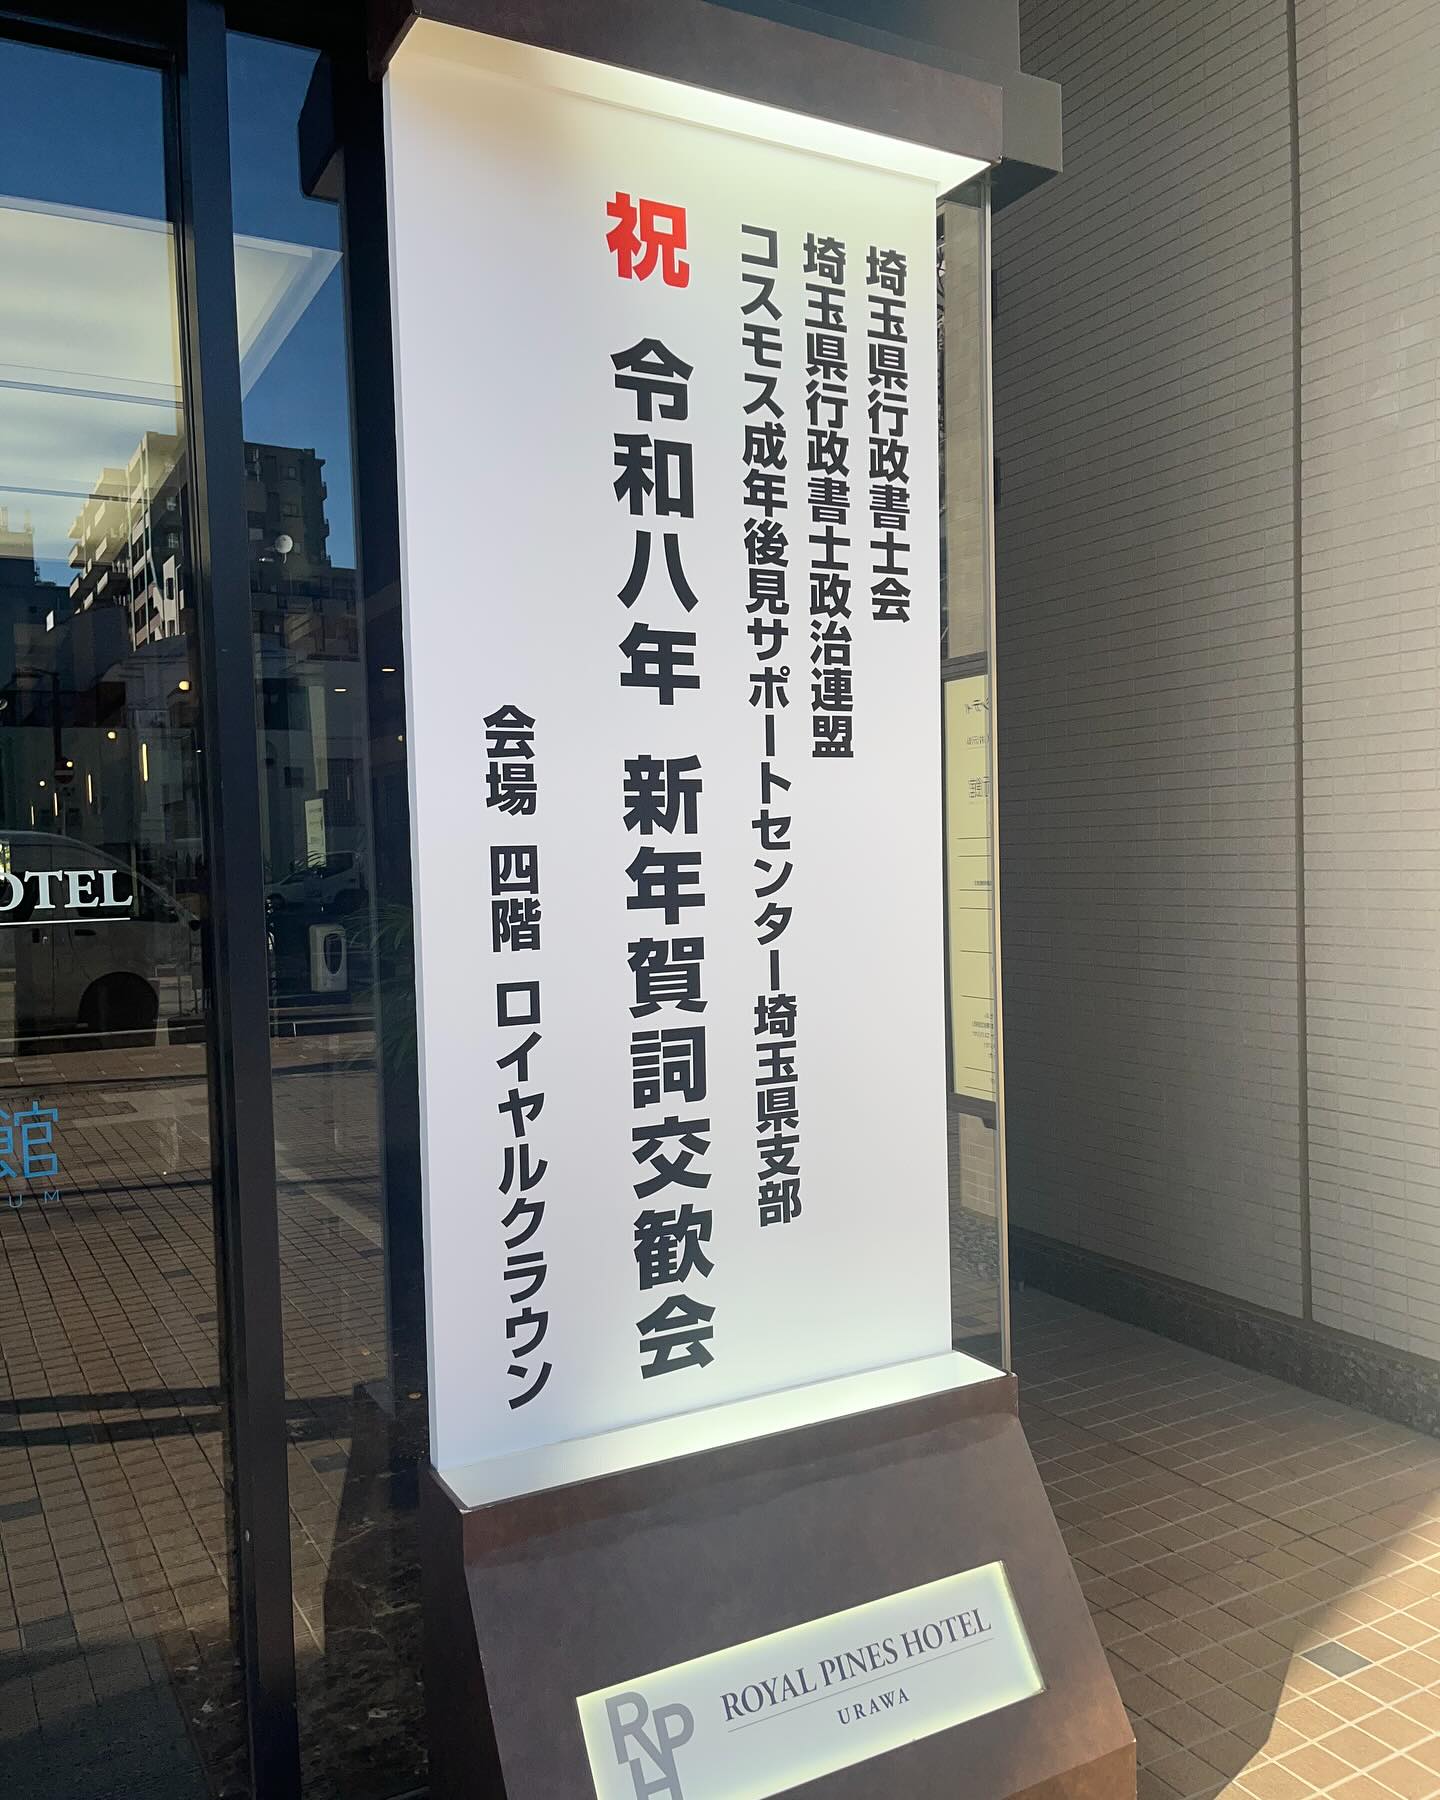 埼玉県行政書士会
埼玉県行政書士政治連盟
コスモス成年後見サポートセンター埼玉県支部
祝 令和八年 新年賀詞交歓会
会場 四階 ロイヤルクラウン
OTEL
館
UM
RPH
ROYAL PINES HOTEL
URAWA